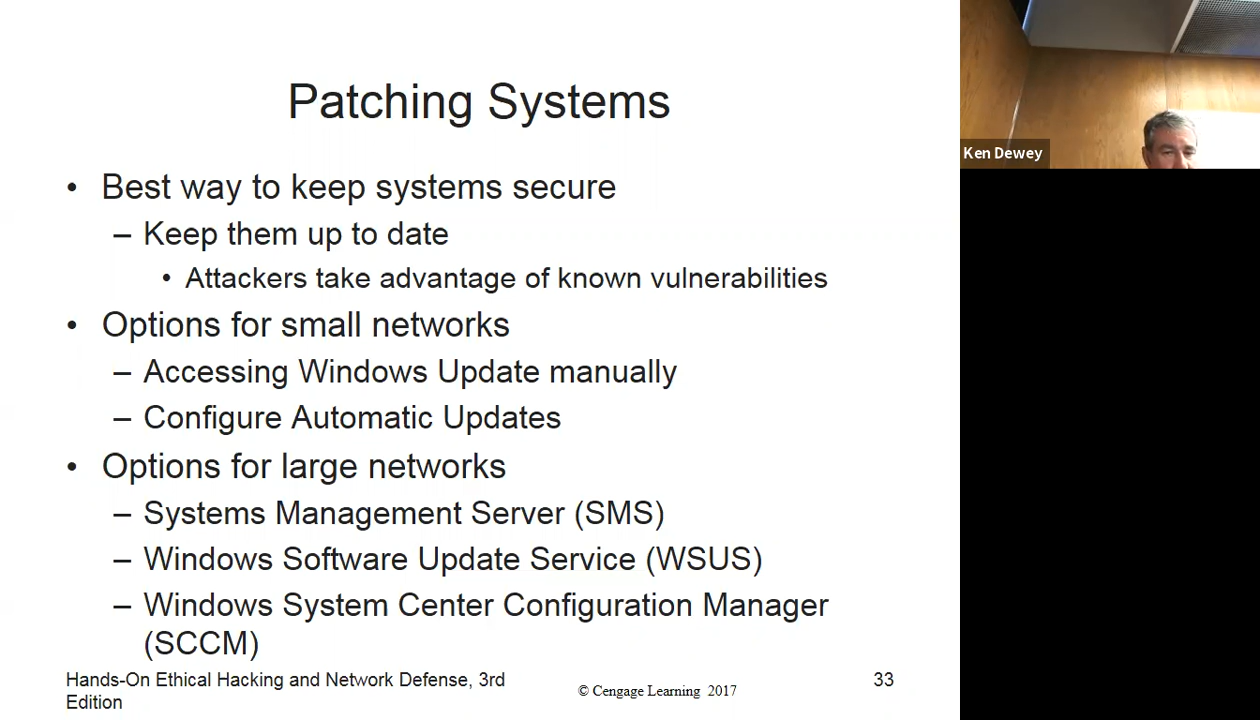 Patching Systems
• Best way to keep systems secure
– Keep them up to date
• Attackers take advantage of known vulnerabilities
• Options for small networks
– Accessing Windows Update manually
– Configure Automatic Updates
• Options for large networks
– Systems Management Server (SMS)
– Windows Software Update Service (WSUS)
– Windows System Center Configuration Manager
(SCCM)
Hands-On Ethical Hacking and Network Defense, 3rd
Edition
© Cengage Learning 2017
33
Ken Dewey